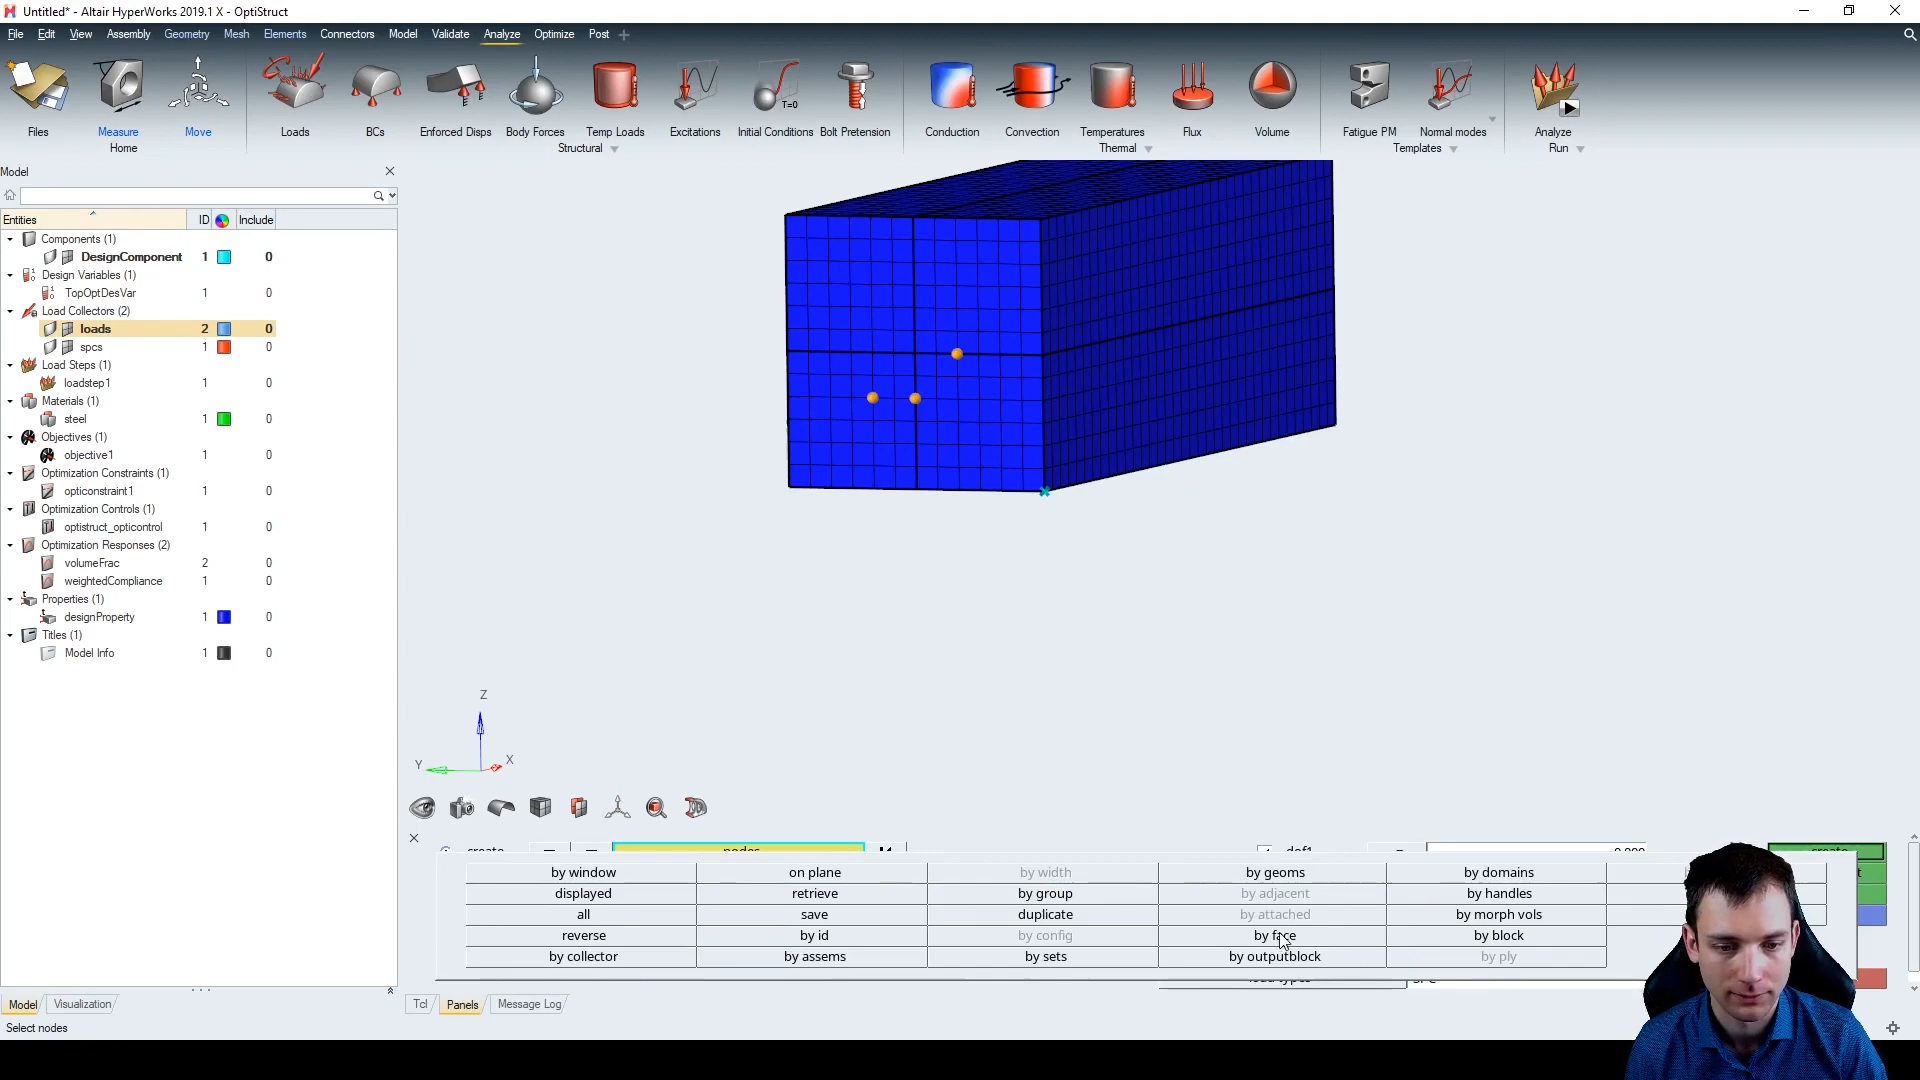 Untitled* - Altair HyperWorks 2019.1 X - OptiStruct
File Edit View Assembly Geometry Mesh Elements Connectors Model Validate Analyze Optimize Post
T=0
Files Measure Move Loads BCs Enforced Disps Body Forces Temp Loads Excitations Initial Conditions Bolt Pretension Conduction Convection Temperatures Flux Volume Fatigue PM Normal modes Analyze
Home Structural Thermal Templates Run
Model
Entities ID Include
Components (1)
DesignComponent 1 0
Design Variables (1)
TopOptDesVar 1 0
Load Collectors (2)
loads 2 0
spcs 1 0
Load Steps (1)
loadstep1 1 0
Materials (1)
steel 1 0
Objectives (1)
objective1 1 0
Optimization Constraints (1)
opticonstraint1 1 0
Optimization Controls (1)
optistruct_opticontrol 1 0
Optimization Responses (2)
volumeFrac 2 0
weightedCompliance 1 0
Properties (1)
designProperty 1 0
Titles (1)
Model Info 1 0
Z
Y X
create nodes dof1 0.000 create
by window on plane by width by geoms by domains
displayed retrieve by group by adjacent by handles
all save duplicate by attached by morph vols
reverse by id by config by face by block
by collector by assems by sets by outputblock by ply
load types
Model Visualization Tcl Panels Message Log
Select nodes